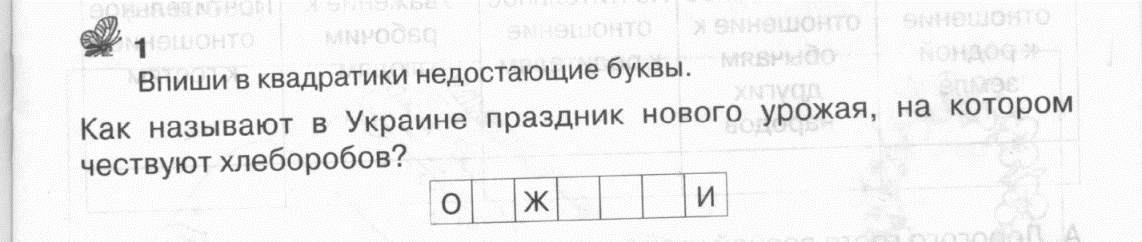 1
Впиши в квадратики недостающие буквы.
Как называют в Украине праздник нового урожая, на котором
чествуют хлеборобов?
О Ж И